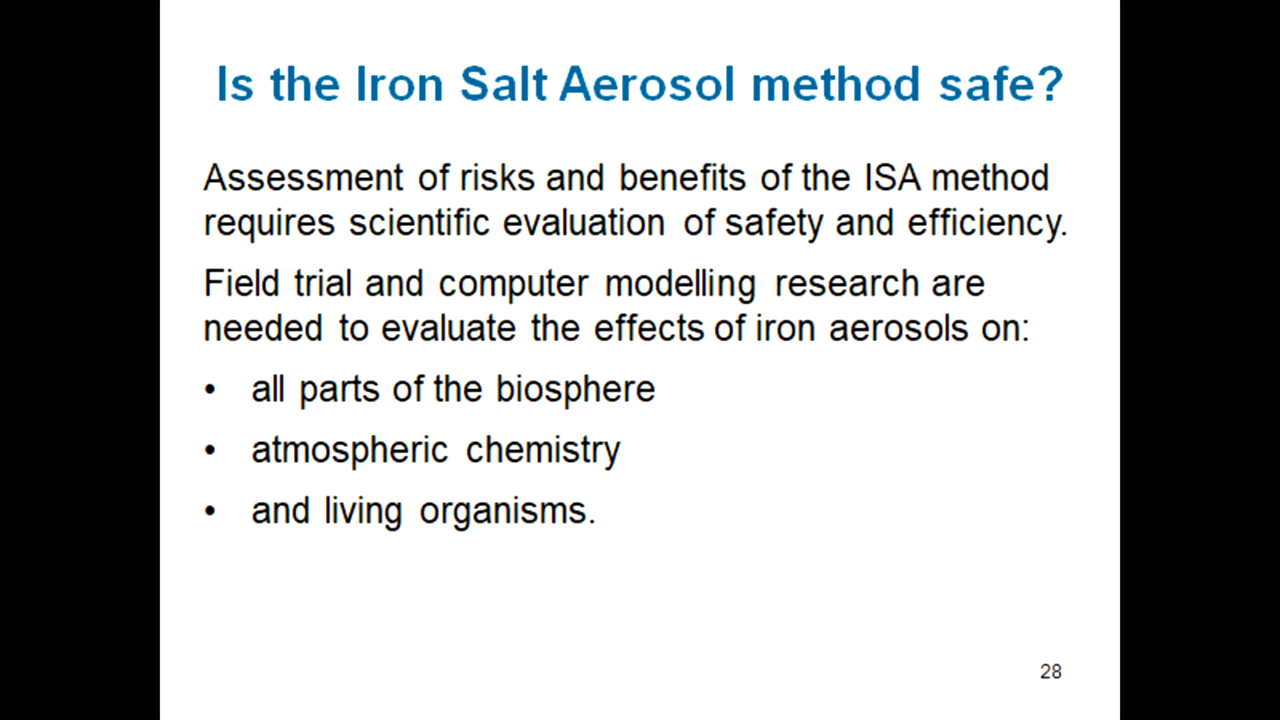 Is the Iron Salt Aerosol method safe?
Assessment of risks and benefits of the ISA method
requires scientific evaluation of safety and efficiency.
Field trial and computer modelling research are
needed to evaluate the effects of iron aerosols on:
• all parts of the biosphere
• atmospheric chemistry
• and living organisms.
28